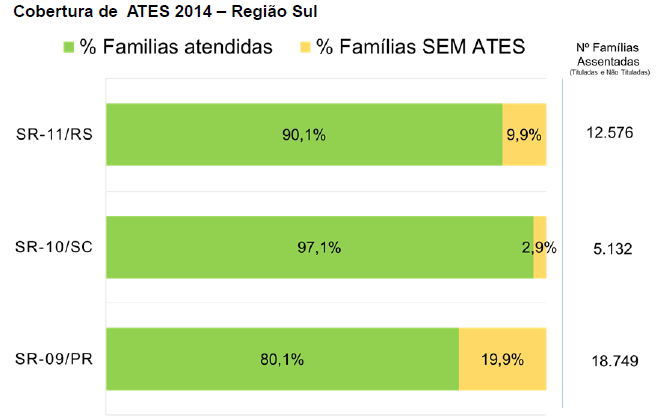 Cobertura de ATES 2014 – Região Sul
% Familias atendidas % Famílias SEM ATES
Nº Famílias
Assentadas
(Tituladas e Não Tituladas)
SR-11/RS 90,1% 9,9% 12.576
SR-10/SC 97,1% 2,9% 5.132
SR-09/PR 80,1% 19,9% 18.749